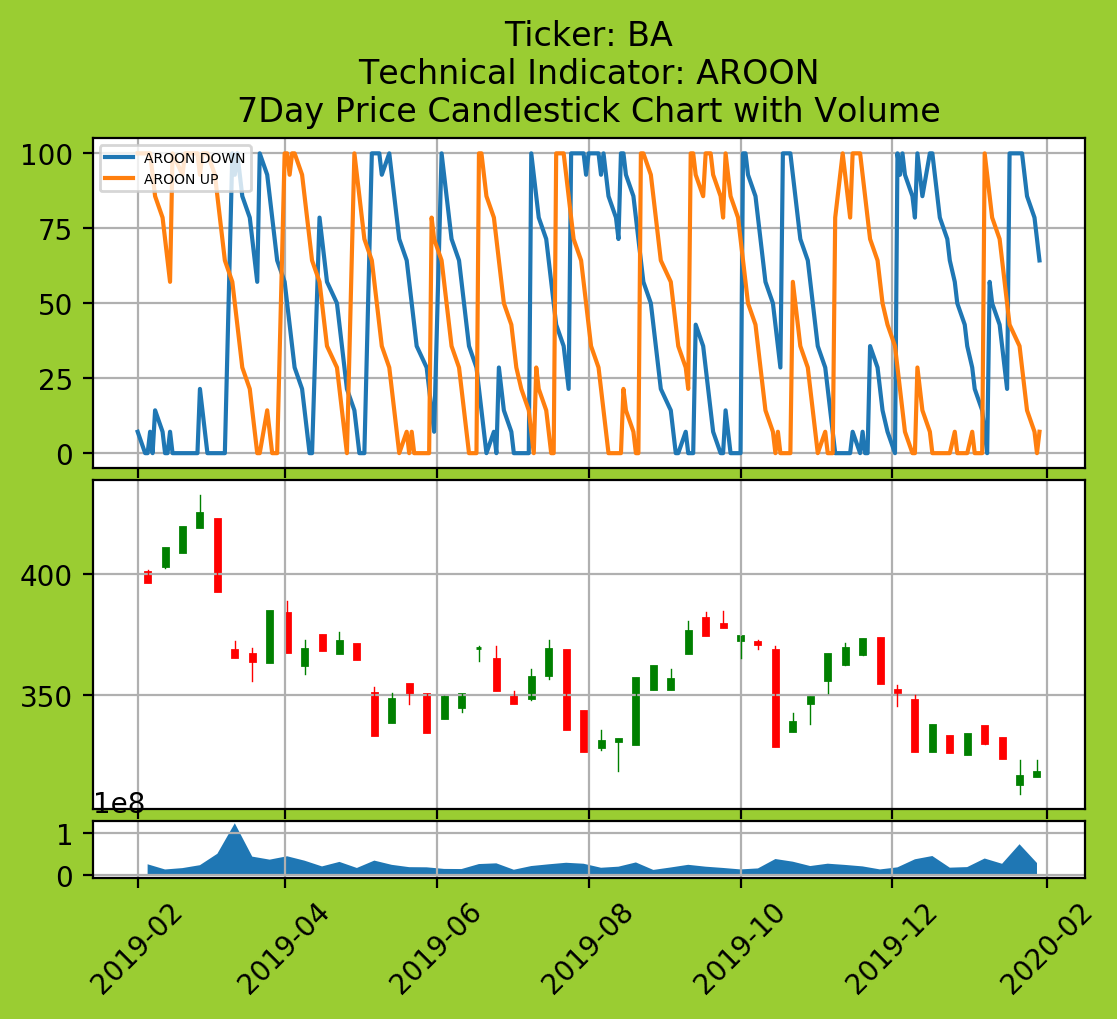 Ticker: BA
Technical Indicator: AROON
7Day Price Candlestick Chart with Volume
100
75
50
25
0
AROON DOWN
AROON UP
400
350
1e8
1
0
2019-02
2019-04
2019-06
2019-08
2019-10
2019-12
2020-02